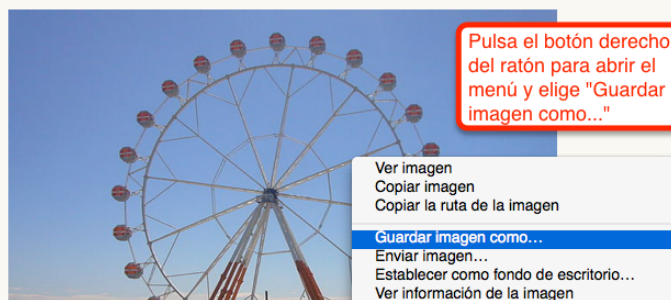 Pulsa el botón derecho
del ratón para abrir el
menú y elige "Guardar
imagen como..."
Ver imagen
Copiar imagen
Copiar la ruta de la imagen
Guardar imagen como...
Enviar imagen...
Establecer como fondo de escritorio...
Ver información de la imagen